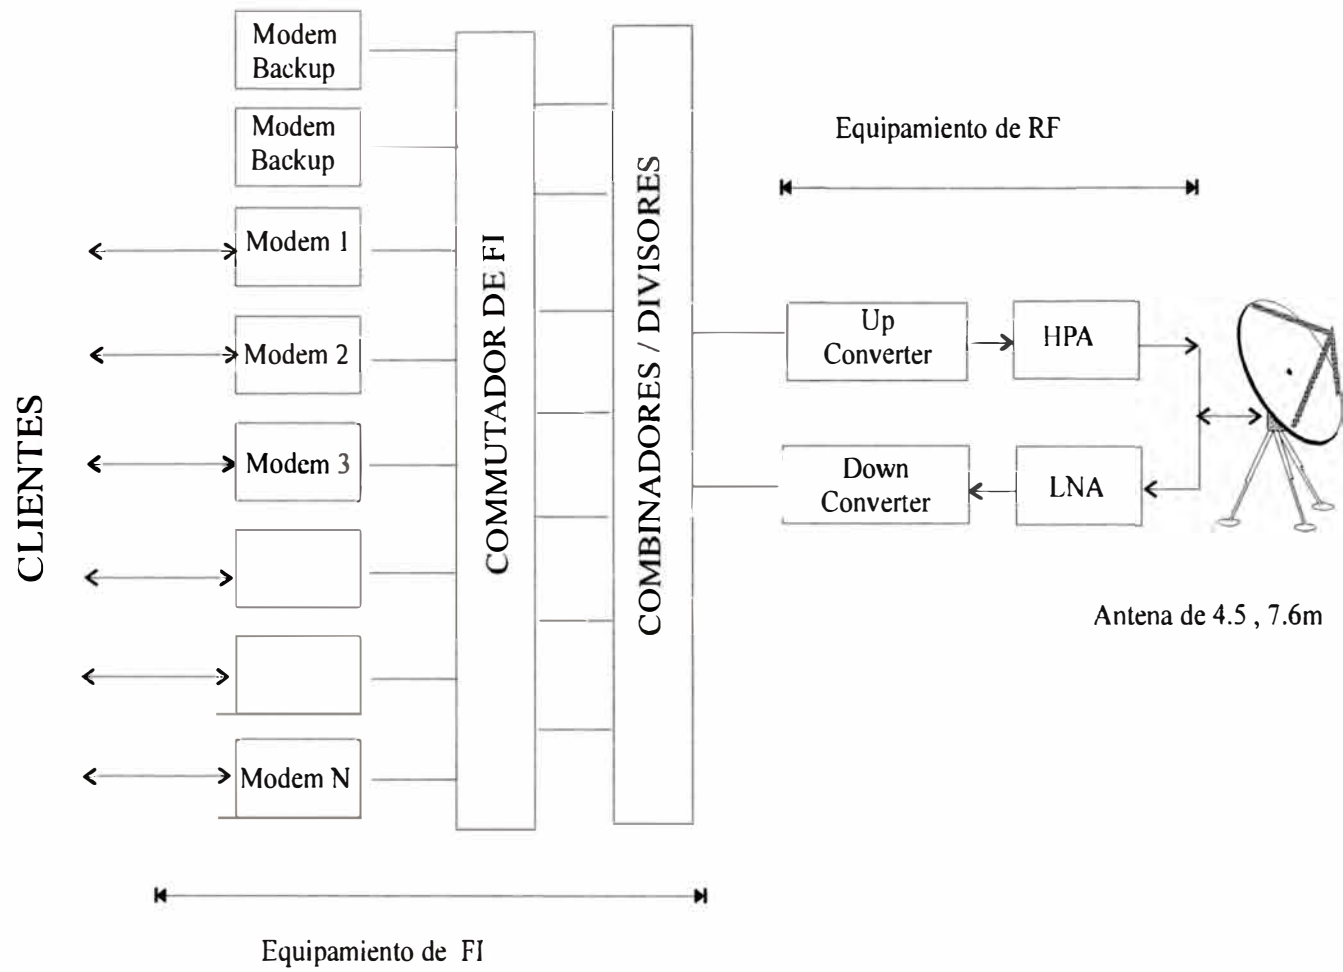 Modem
Backup
Modem
Backup
Modem 1
Modem 2
Modem 3
Modem N
CLIENTES
COMMUTADOR DE FI
COMBINADORES / DIVISORES
Equipamiento de RF
Up
Converter
HPA
Down
Converter
LNA
Antena de 4.5 , 7.6m
Equipamiento de FI